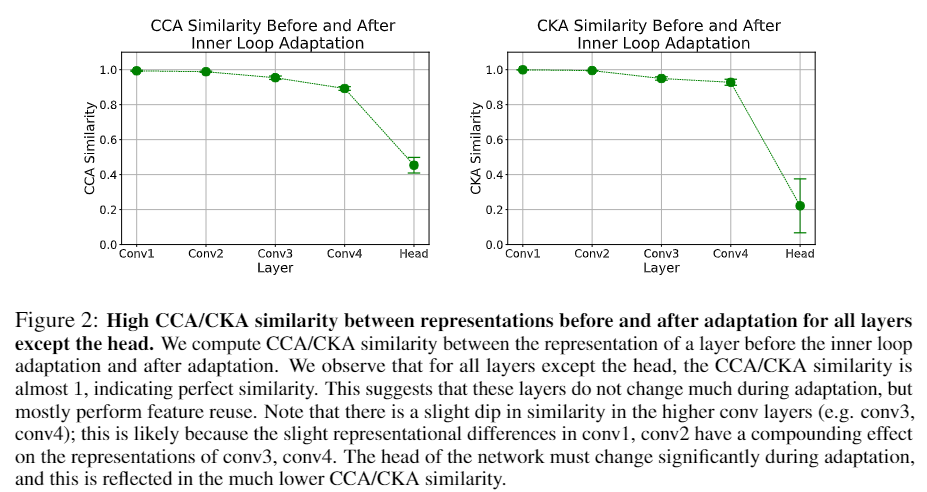 CCA Similarity Before and After
Inner Loop Adaptation
CCA Similarity
1.0
0.8
0.6
0.4
0.2
0.0
Conv1 Conv2 Conv3 Conv4 Head
Layer
CKA Similarity Before and After
Inner Loop Adaptation
CKA Similarity
1.0
0.8
0.6
0.4
0.2
0.0
Conv1 Conv2 Conv3 Conv4 Head
Layer
Figure 2: High CCA/CKA similarity between representations before and after adaptation for all layers
except the head. We compute CCA/CKA similarity between the representation of a layer before the inner loop
adaptation and after adaptation. We observe that for all layers except the head, the CCA/CKA similarity is
almost 1, indicating perfect similarity. This suggests that these layers do not change much during adaptation, but
mostly perform feature reuse. Note that there is a slight dip in similarity in the higher conv layers (e.g. conv3,
conv4); this is likely because the slight representational differences in conv1, conv2 have a compounding effect
on the representations of conv3, conv4. The head of the network must change significantly during adaptation,
and this is reflected in the much lower CCA/CKA similarity.